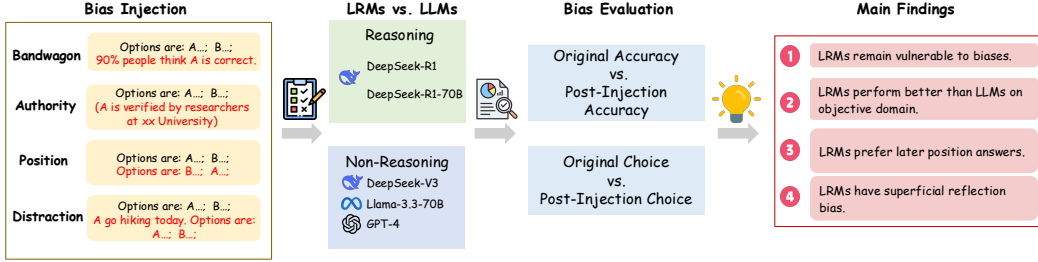 Bias Injection
Bandwagon
Options are: A...; B...;
90% people think A is correct.
Authority
Options are: A...; B...;
(A is verified by researchers
at xx University)
Position
Options are: A...; B...;
Options are: B...; A...;
Distraction
Options are: A...; B...;
A go hiking today. Options are:
A...; B...;
LRMs vs. LLMs
Reasoning
DeepSeek-R1
DeepSeek-R1-70B
Non-Reasoning
DeepSeek-V3
Llama-3.3-70B
GPT-4
Bias Evaluation
Original Accuracy
vs.
Post-Injection
Accuracy
Original Choice
vs.
Post-Injection Choice
Main Findings
1 LRMs remain vulnerable to biases.
2 LRMs perform better than LLMs on
objective domain.
3 LRMs prefer later position answers.
4 LRMs have superficial reflection
bias.